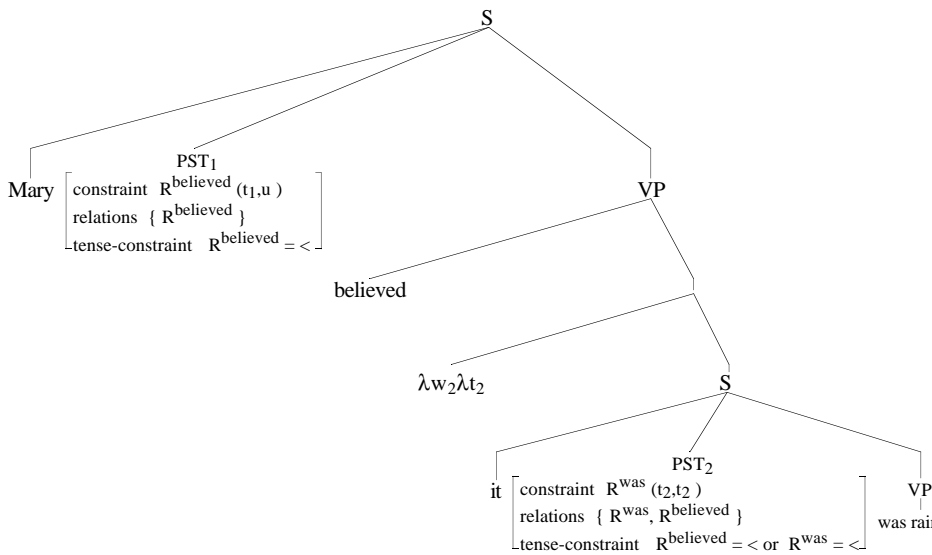 S
PST₁
Mary [constraint R^believed (t₁,u )
relations { R^believed }
tense-constraint R^believed = < ]
VP
believed
λw₂λt₂
S
PST₂
it [constraint R^was (t₂,t₂ )
relations { R^was, R^believed }
tense-constraint R^believed = < or R^was = < ]
VP
was rai